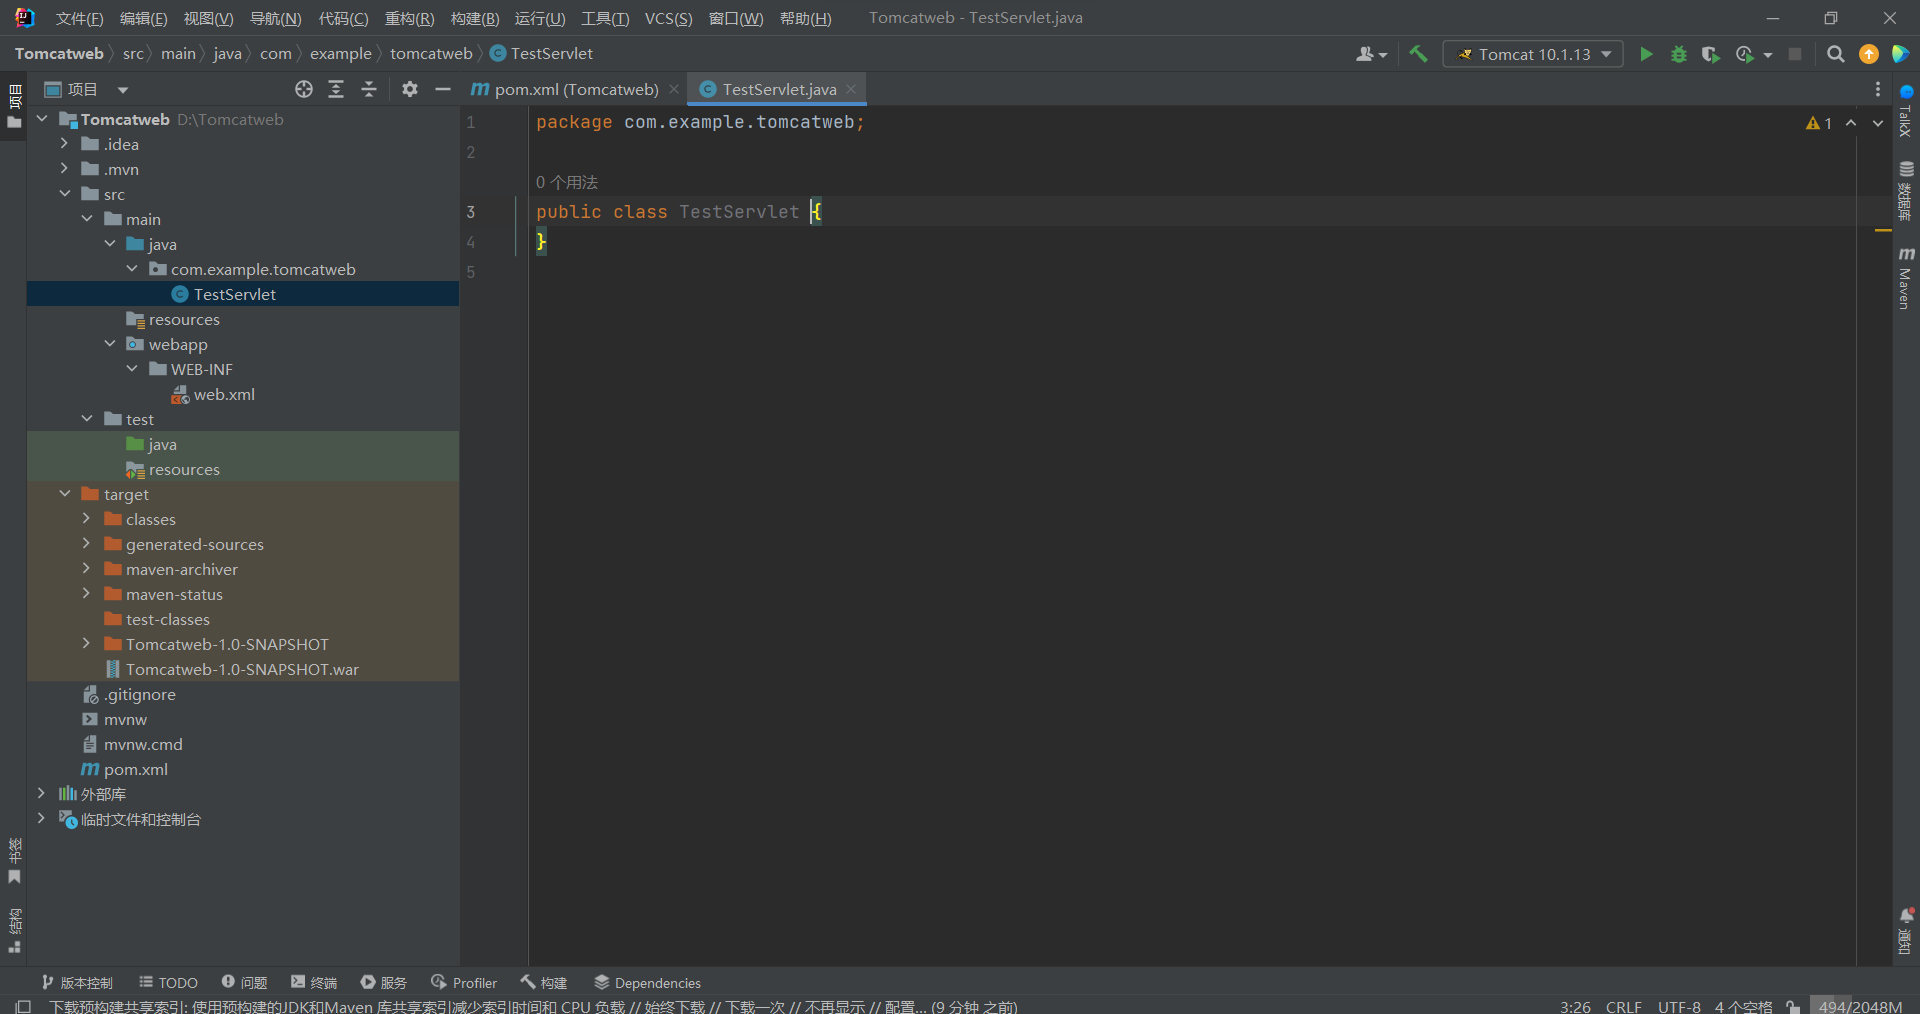 文件(F) 编辑(E) 视图(V) 导航(N) 代码(C) 重构(R) 构建(B) 运行(U) 工具(T) VCS(S) 窗口(W) 帮助(H) Tomcatweb - TestServlet.java
Tomcatweb src main java com example tomcatweb TestServlet Tomcat 10.1.13
项目 pom.xml (Tomcatweb) TestServlet.java
项目
Tomcatweb D:\Tomcatweb
.idea
.mvn
src
main
java
com.example.tomcatweb
TestServlet
resources
webapp
WEB-INF
web.xml
test
java
resources
target
classes
generated-sources
maven-archiver
maven-status
test-classes
Tomcatweb-1.0-SNAPSHOT
Tomcatweb-1.0-SNAPSHOT.war
.gitignore
mvnw
mvnw.cmd
pom.xml
外部库
临时文件和控制台
书签
结构
1 package com.example.tomcatweb;
2
0 个用法
3 public class TestServlet {
4 }
5
1
TalkX
数据库
Maven
通知
版本控制 TODO 问题 终端 服务 Profiler 构建 Dependencies
下载预构建共享索引: 使用预构建的JDK和Maven 库共享索引减少索引时间和 CPU 负载 // 始终下载 // 下载一次 // 不再显示 // 配置... (9 分钟 之前) 3:26 CRLF UTF-8 4 个空格 494/2048M